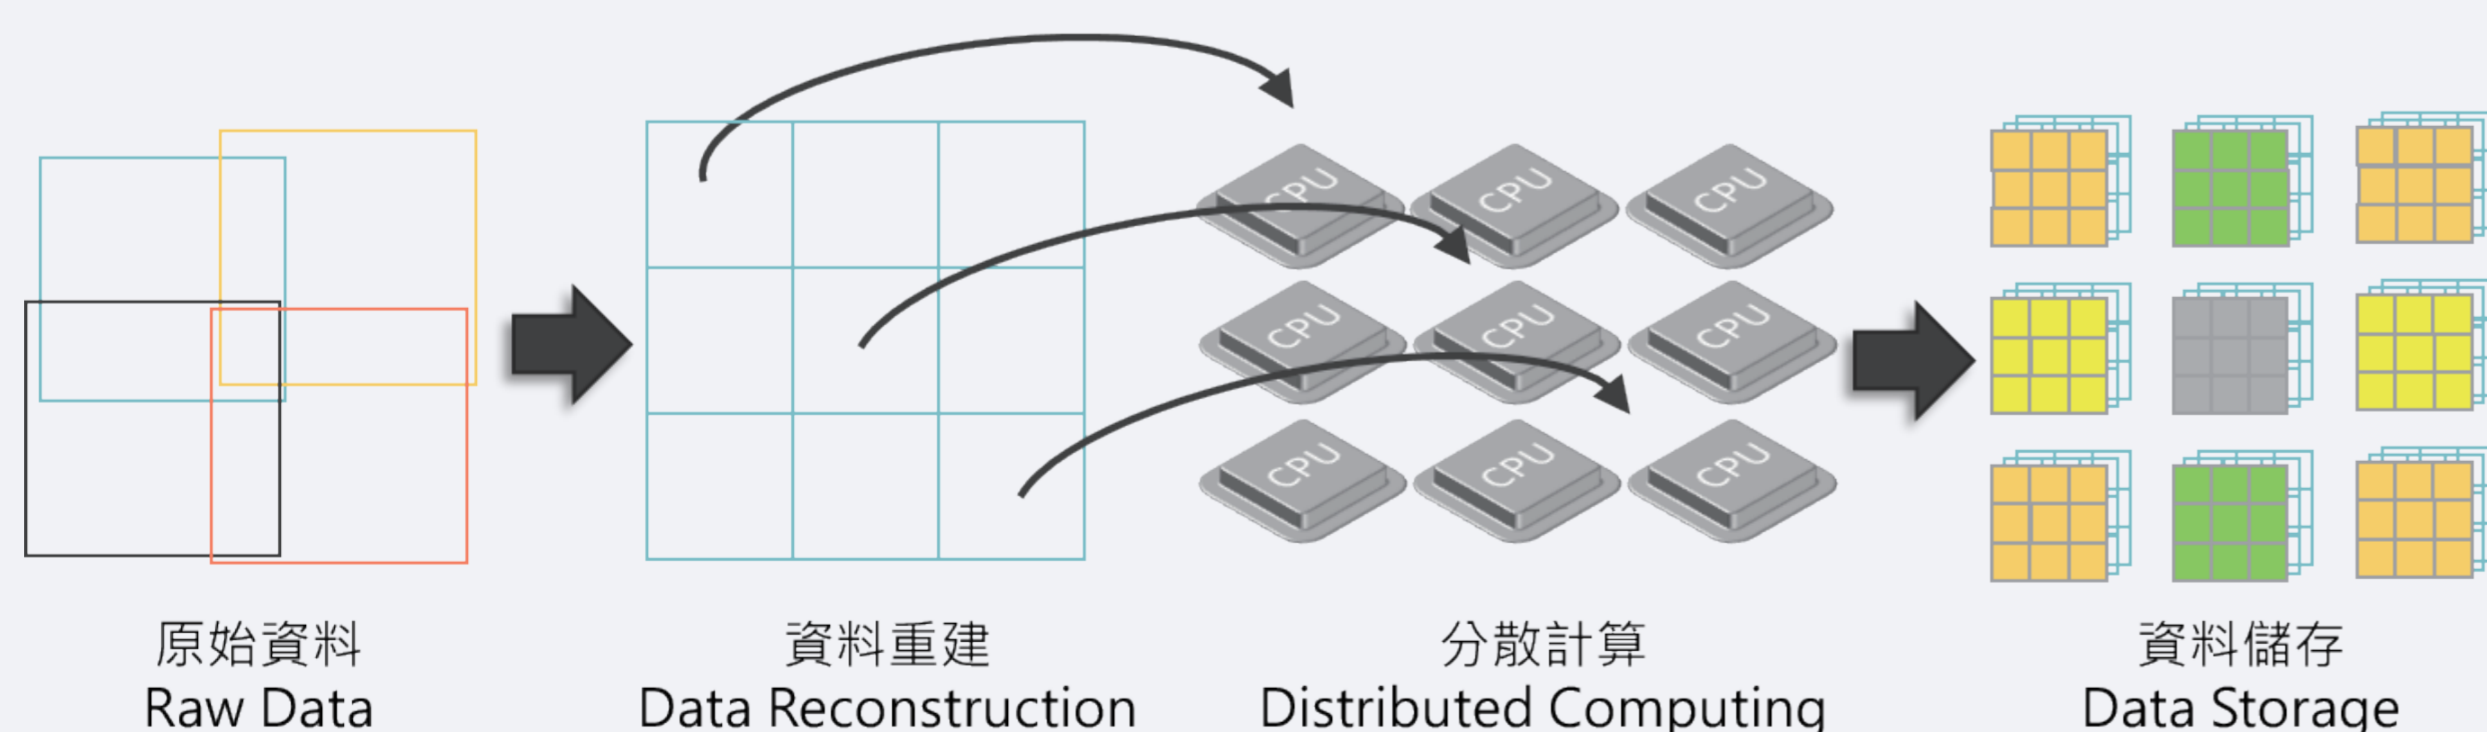 CPU
CPU
CPU
CPU
CPU
CPU
CPU
CPU
CPU
原始資料
Raw Data
資料重建
Data Reconstruction
分散計算
Distributed Computing
資料儲存
Data Storage